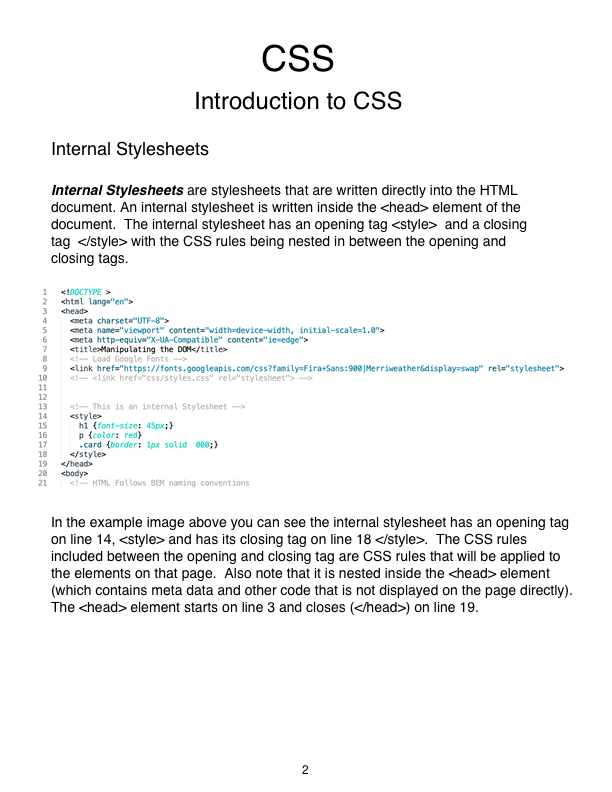 CSS
Introduction to CSS
Internal Stylesheets
Internal Stylesheets are stylesheets that are written directly into the HTML
document. An internal stylesheet is written inside the <head> element of the
document.  The internal stylesheet has an opening tag <style>  and a closing
tag  </style> with the CSS rules being nested in between the opening and
closing tags.
1 <!DOCTYPE >
2 <html lang="en">
3 <head>
4 <meta charset="UTF-8">
5 <meta name="viewport" content="width=device-width, initial-scale=1.0">
6 <meta http-equiv="X-UA-Compatible" content="ie=edge">
7 <title>Manipulating the DOM</title>
8 <!-- Load Google Fonts -->
9 <link href="https://fonts.googleapis.com/css?family=Fira+Sans:900|Merriweather&display=swap" rel="stylesheet">
10 <!-- <link href="css/styles.css" rel="stylesheet"> -->
11
12
13 <!-- This is an internal Stylesheet -->
14 <style>
15 h1 {font-size: 45px;}
16 p {color: red}
17 .card {border: 1px solid  000;}
18 </style>
19 </head>
20 <body>
21 <!-- HTML Follows BEM naming conventions
In the example image above you can see the internal stylesheet has an opening tag
on line 14, <style> and has its closing tag on line 18 </style>.  The CSS rules
included between the opening and closing tag are CSS rules that will be applied to
the elements on that page.  Also note that it is nested inside the <head> element
(which contains meta data and other code that is not displayed on the page directly).
The <head> element starts on line 3 and closes (</head>) on line 19.
2